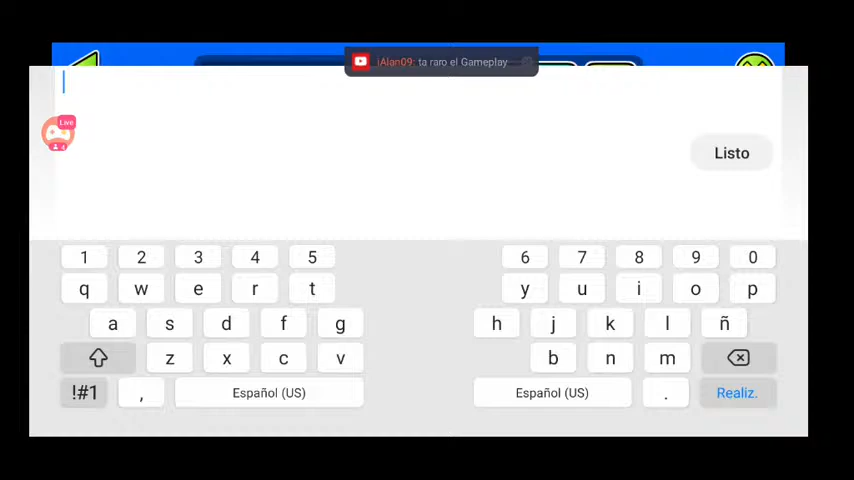 ¡Alan09: ta raro el Gameplay
Live
4
Listo
1 2 3 4 5 6 7 8 9 0
q w e r t y u i o p
a s d f g h j k l ñ
z x c v b n m
!#1 , Español (US) Español (US) . Realiz.